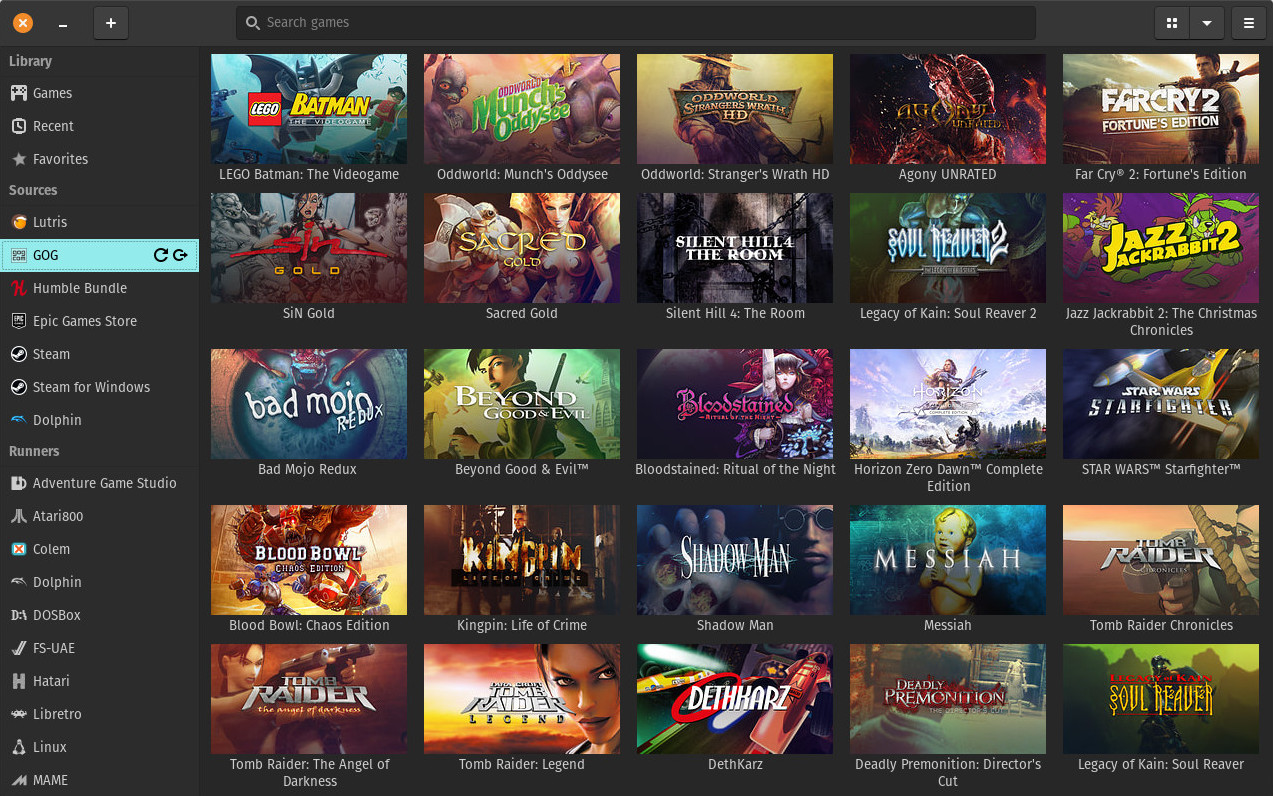 Search games
Library
Games
Recent
Favorites
Sources
Lutris
GOG
Humble Bundle
Epic Games Store
Steam
Steam for Windows
Dolphin
Runners
Adventure Game Studio
Atari800
Colem
Dolphin
DOSBox
FS-UAE
Hatari
Libretro
Linux
MAME
LEGO BATMAN
THE VIDEOGAME
LEGO Batman: The Videogame
ODDWORLD
Munch's
Oddysee
Oddworld: Munch's Oddysee
ODDWORLD
STRANGER'S WRATH
HD
Oddworld: Stranger's Wrath HD
AGONY
UNRATED
Agony UNRATED
FARCRY 2
FORTUNE'S EDITION
Far Cry® 2: Fortune's Edition
SiN
GOLD
SiN Gold
SACRED
GOLD
Sacred Gold
SILENT HILL 4
THE ROOM
Silent Hill 4: The Room
SOUL REAVER 2
Legacy of Kain: Soul Reaver 2
JAZZ
JACKRABBIT 2
Jazz Jackrabbit 2: The Christmas
Chronicles
bad mojo
REDUX
Bad Mojo Redux
BEYOND
GOOD & EVIL
Beyond Good & Evil™
Bloodstained
RITUAL OF THE NIGHT
Bloodstained: Ritual of the Night
HORIZON
COMPLETE EDITION
Horizon Zero Dawn™ Complete
Edition
STAR WARS
STARFIGHTER
STAR WARS™ Starfighter™
BLOOD BOWL
CHAOS EDITION
Blood Bowl: Chaos Edition
KINGPIN
LIFE OF CRIME
Kingpin: Life of Crime
SHADOW MAN
Shadow Man
MESSIAH
Messiah
TOMB
RAIDER
CHRONICLES
Tomb Raider Chronicles
TOMB
RAIDER
the angel of darkness
Tomb Raider: The Angel of
Darkness
LARA CROFT
TOMB
RAIDER
LEGEND
Tomb Raider: Legend
DETHKARZ
DethKarz
DEADLY
PREMONITION
THE DIRECTOR'S CUT
Deadly Premonition: Director's
Cut
LEGACY OF KAIN
SOUL REAVER
Legacy of Kain: Soul Reaver